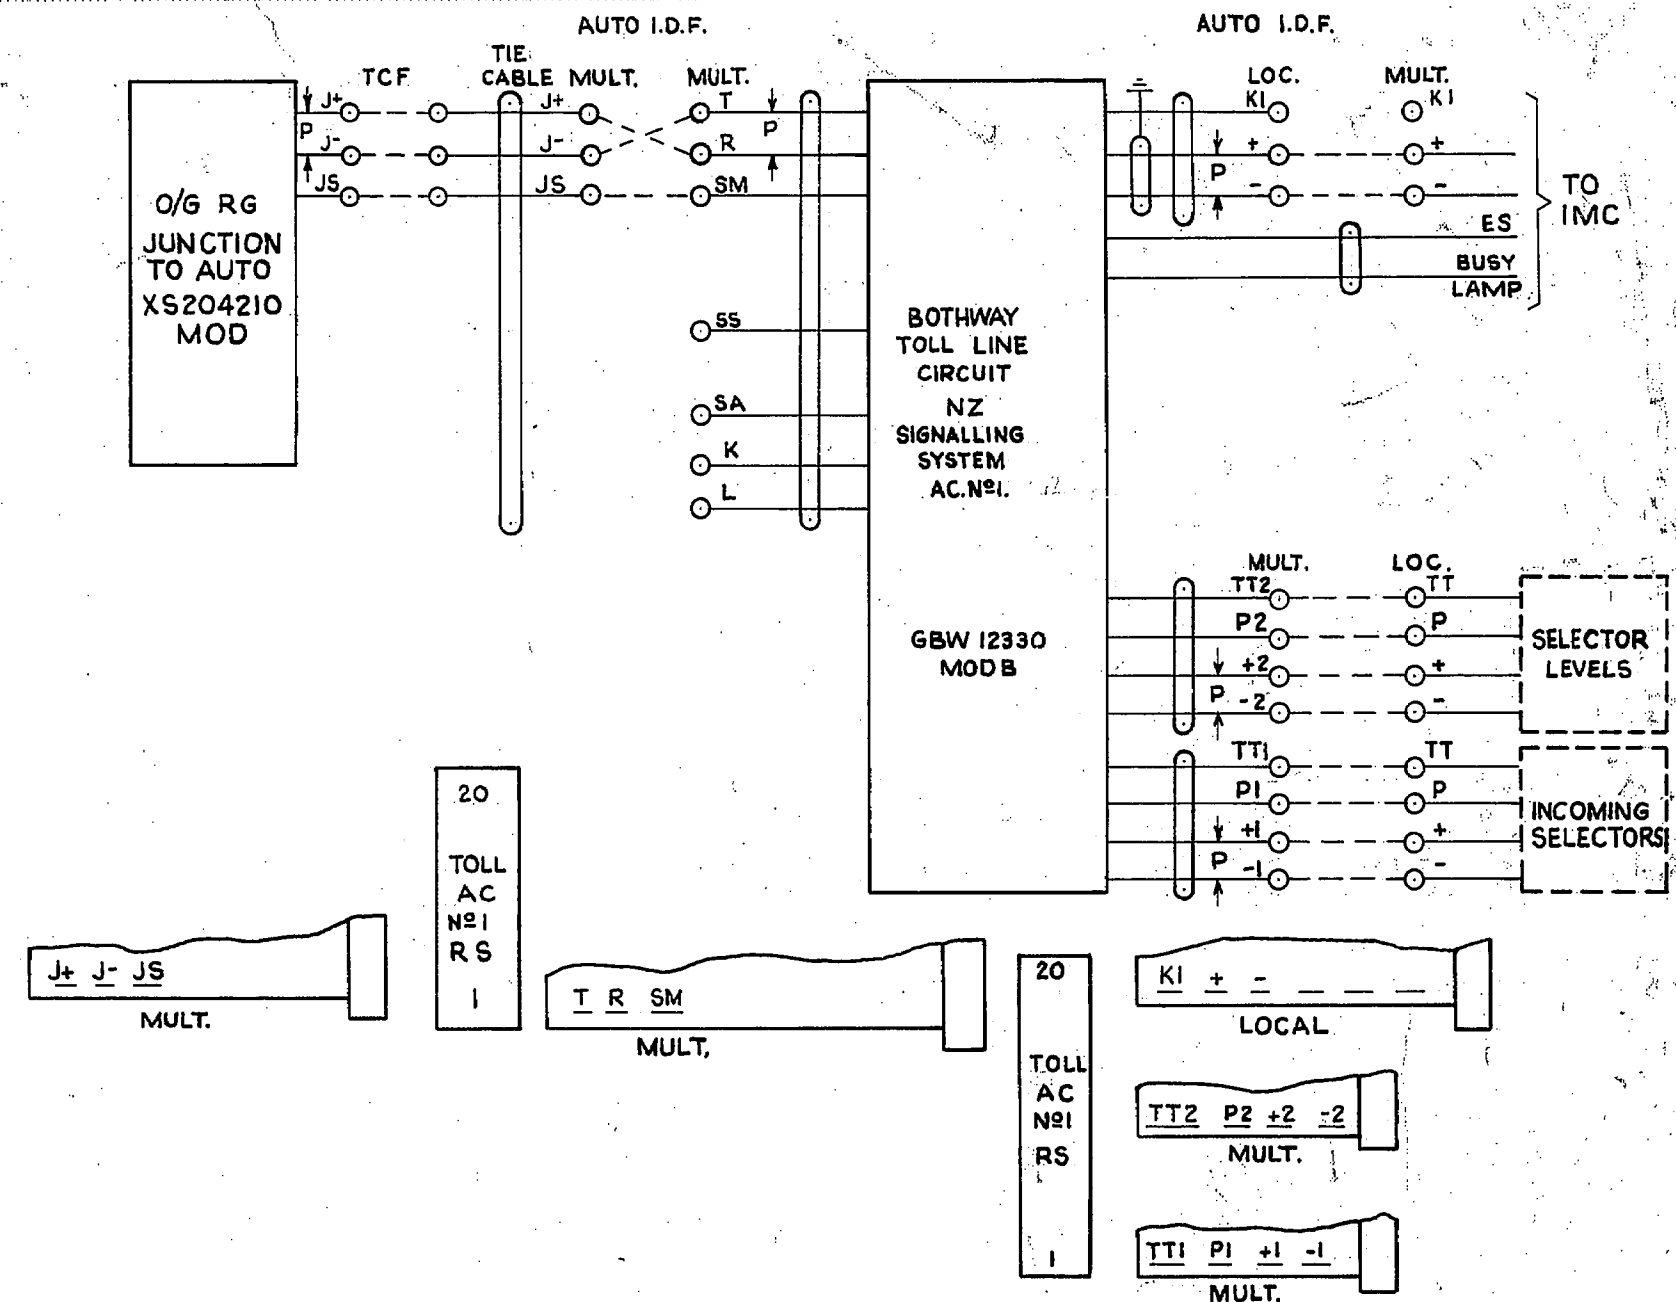 AUTO I.D.F.
AUTO I.D.F.
TCF
TIE
CABLE
MULT.
MULT.
LOC.
MULT.
J+
J+
T
K1
K1
P
P
J-
J-
R
+
+
P
JS
JS
SM
-
-
TO
IMC
ES
BUSY
LAMP
O/G RG
JUNCTION
TO AUTO
XS204210
MOD
SS
SA
K
L
BOTHWAY
TOLL LINE
CIRCUIT
NZ
SIGNALLING
SYSTEM
AC.Nº1.
GBW 12330
MOD B
MULT.
LOC.
TT2
TT
P2
P
+2
+
P
-2
-
SELECTOR
LEVELS
TT1
TT
P1
P
+1
+
P
-1
-
INCOMING
SELECTORS
20
TOLL
AC
Nº1
RS
1
J+ J- JS
MULT.
T R SM
MULT,
20
TOLL
AC
Nº1
RS
1
K1 + -
LOCAL
TT2 P2 +2 -2
MULT.
TT1 P1 +1 -1
MULT.